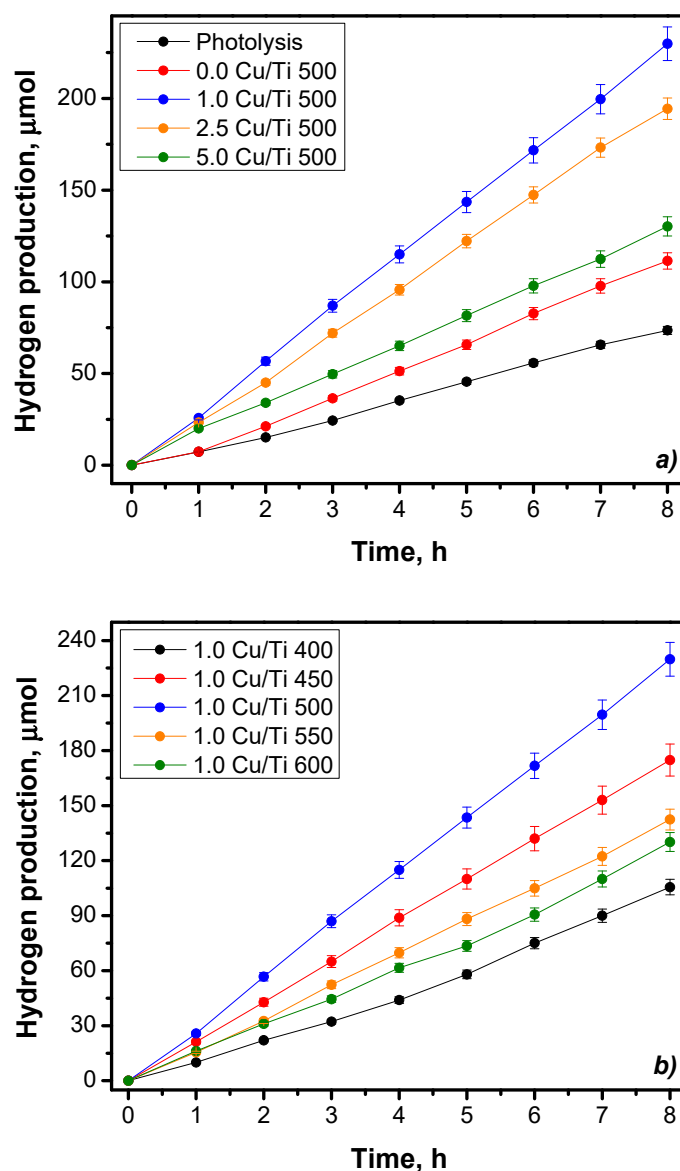 Hydrogen production, μmol
Photolysis
0.0 Cu/Ti 500
1.0 Cu/Ti 500
2.5 Cu/Ti 500
5.0 Cu/Ti 500
200
150
100
50
0
a)
0 1 2 3 4 5 6 7 8
Time, h
Hydrogen production, μmol
1.0 Cu/Ti 400
1.0 Cu/Ti 450
1.0 Cu/Ti 500
1.0 Cu/Ti 550
1.0 Cu/Ti 600
240
210
180
150
120
90
60
30
0
b)
0 1 2 3 4 5 6 7 8
Time, h